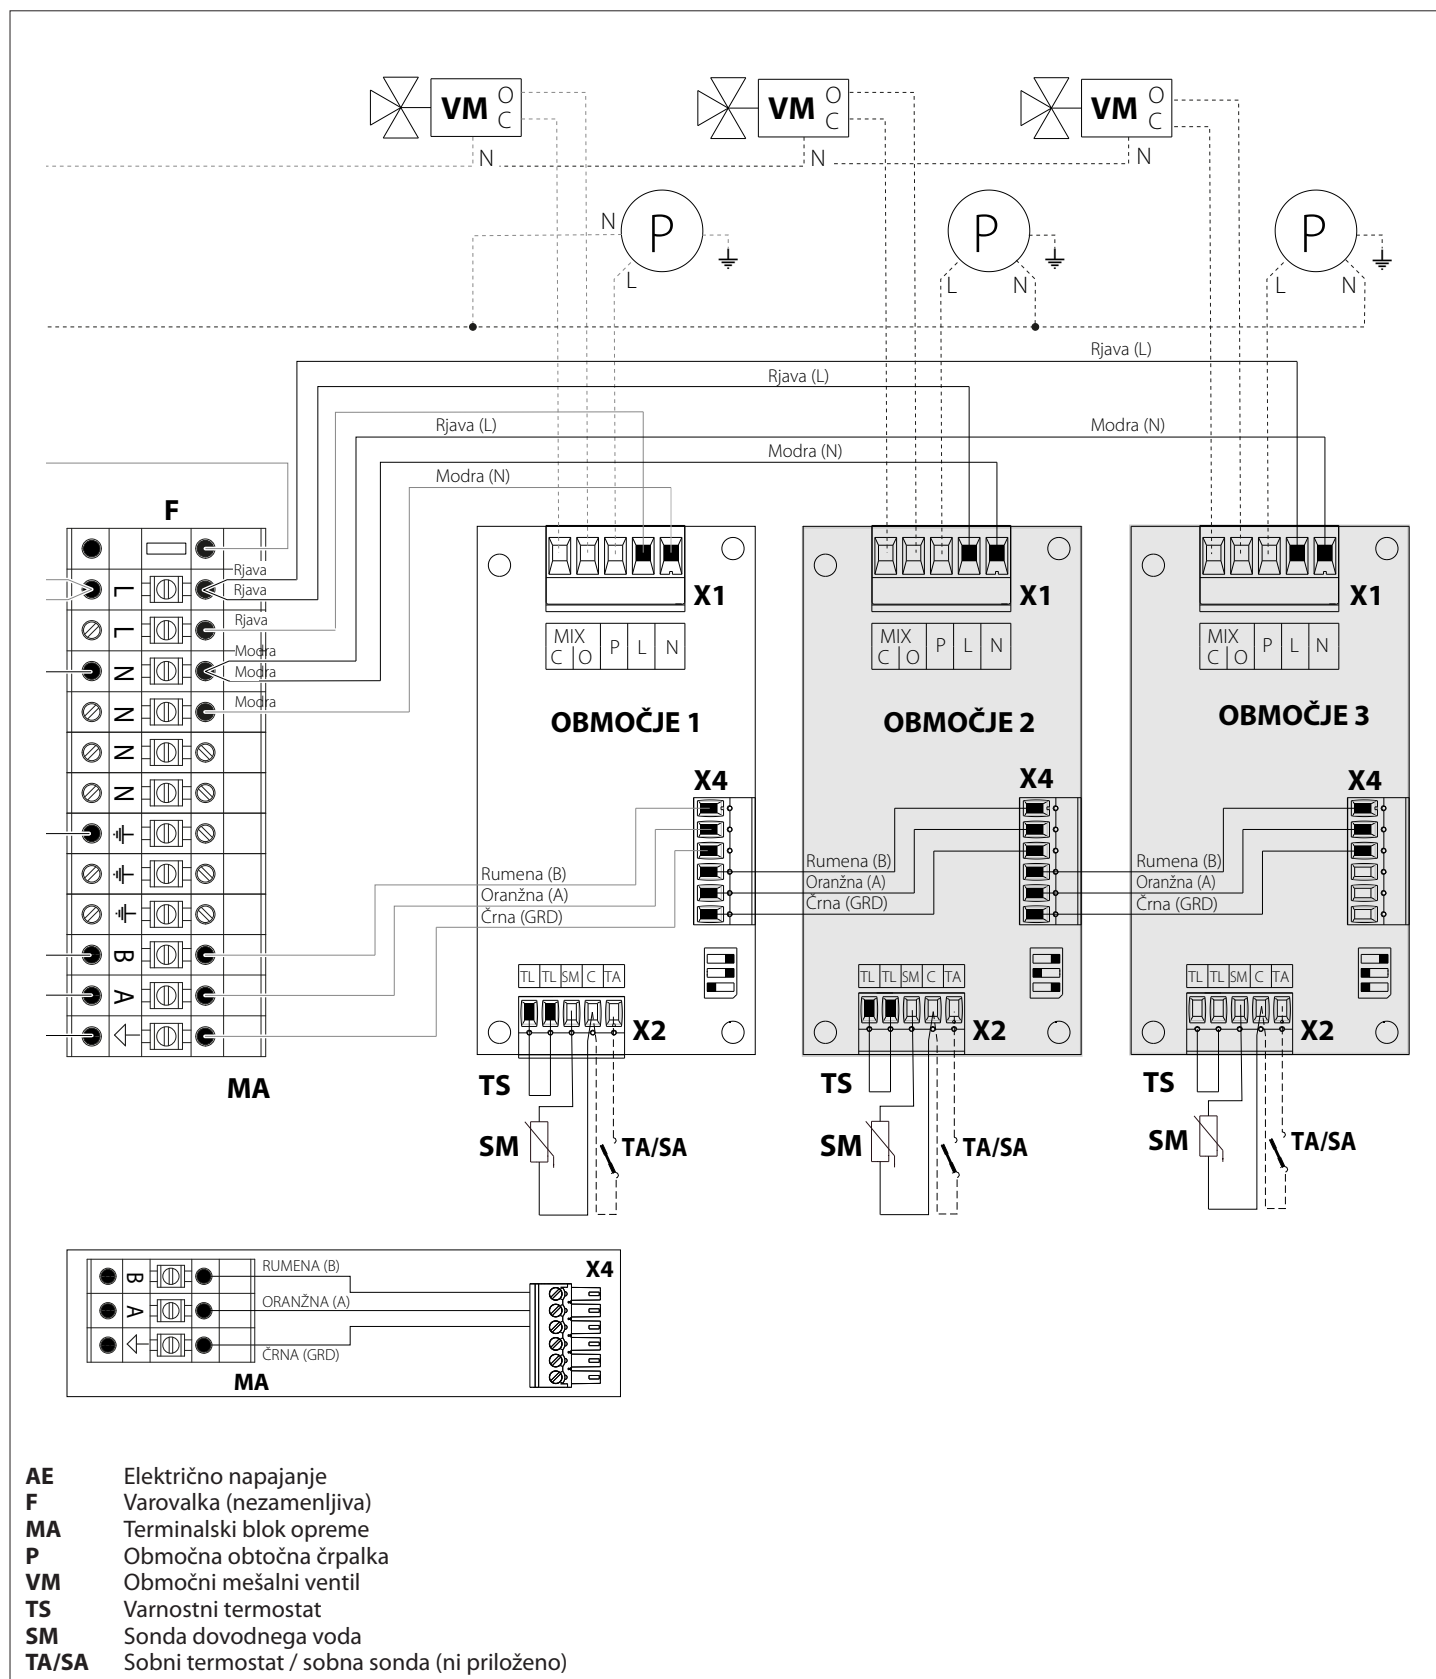 VM O C
VM O C
VM O C
N
N
N
N
P
L
P
L
N
P
L
N
Rjava (L)
Rjava (L)
Rjava (L)
Modra (N)
Modra (N)
Modra (N)
F
Rjava
Rjava
Rjava
Modra
Modra
Modra
L
L
N
N
N
N
B
A
MA
X1
MIX
C O P L N
OBMOČJE 1
X4
Rumena (B)
Oranžna (A)
Črna (GRD)
TL TL SM C TA
X2
TS
SM
TA/SA
X1
MIX
C O P L N
OBMOČJE 2
X4
Rumena (B)
Oranžna (A)
Črna (GRD)
TL TL SM C TA
X2
TS
SM
TA/SA
X1
MIX
C O P L N
OBMOČJE 3
X4
Rumena (B)
Oranžna (A)
Črna (GRD)
TL TL SM C TA
X2
TS
SM
TA/SA
B
A
RUMENA (B)
ORANŽNA (A)
ČRNA (GRD)
MA
X4
AE Električno napajanje
F Varovalka (nezamenljiva)
MA Terminalski blok opreme
P Območna obtočna črpalka
VM Območni mešalni ventil
TS Varnostni termostat
SM Sonda dovodnega voda
TA/SA Sobni termostat / sobna sonda (ni priloženo)